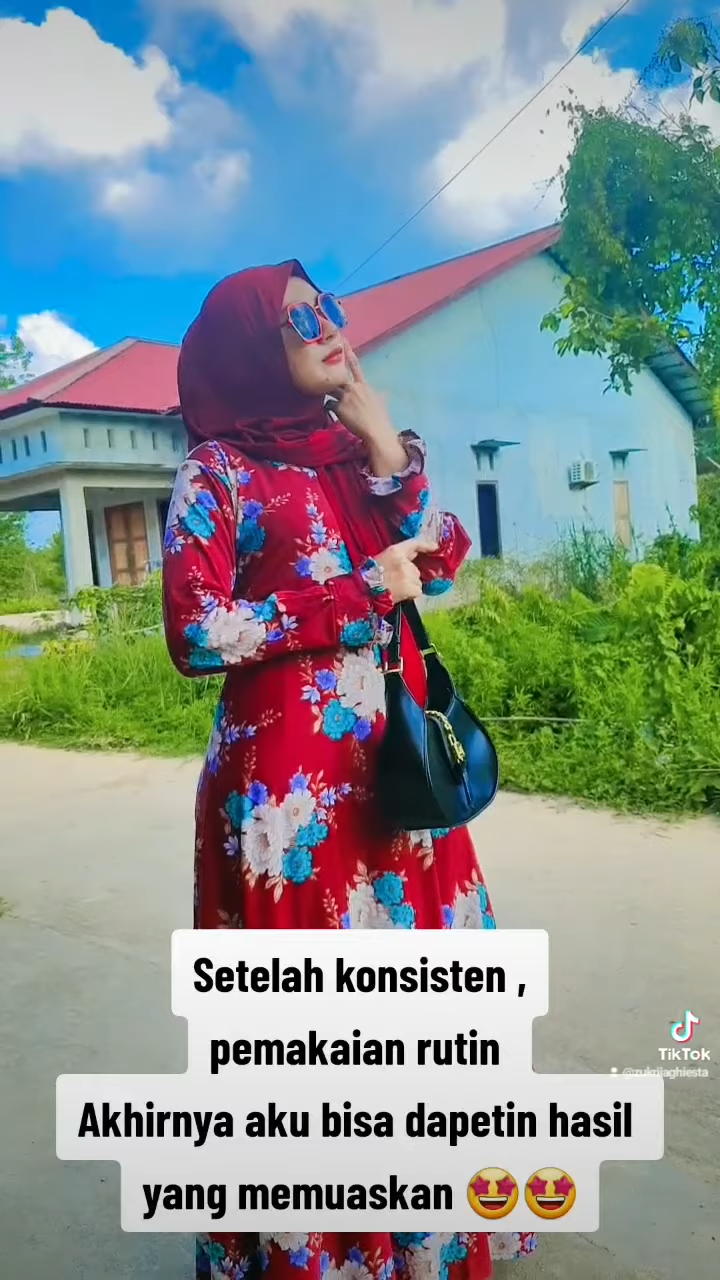 Setelah konsisten ,
pemakaian rutin
Akhirnya aku bisa dapetin hasil
yang memuaskan 🤩🤩
TikTok